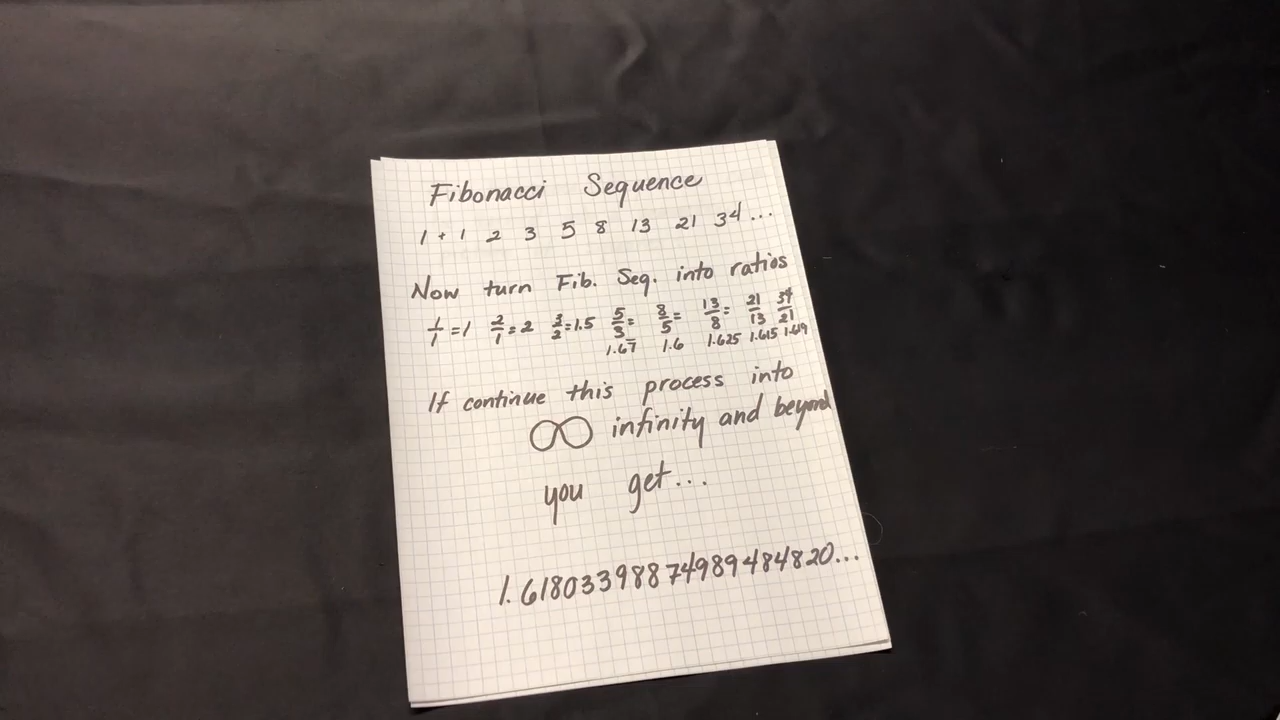 Fibonacci Sequence
1 + 1 2 3 5 8 13 21 34...
Now turn Fib. Seq. into ratios
1/1 = 1 2/1 = 2 3/2 = 1.5 5/3 = 8/5 = 13/8 = 21/13 34/21
1.67 1.6 1.625 1.615 1.619
If continue this process into
∞ infinity and beyond
you get...
1.61803398874989484820...